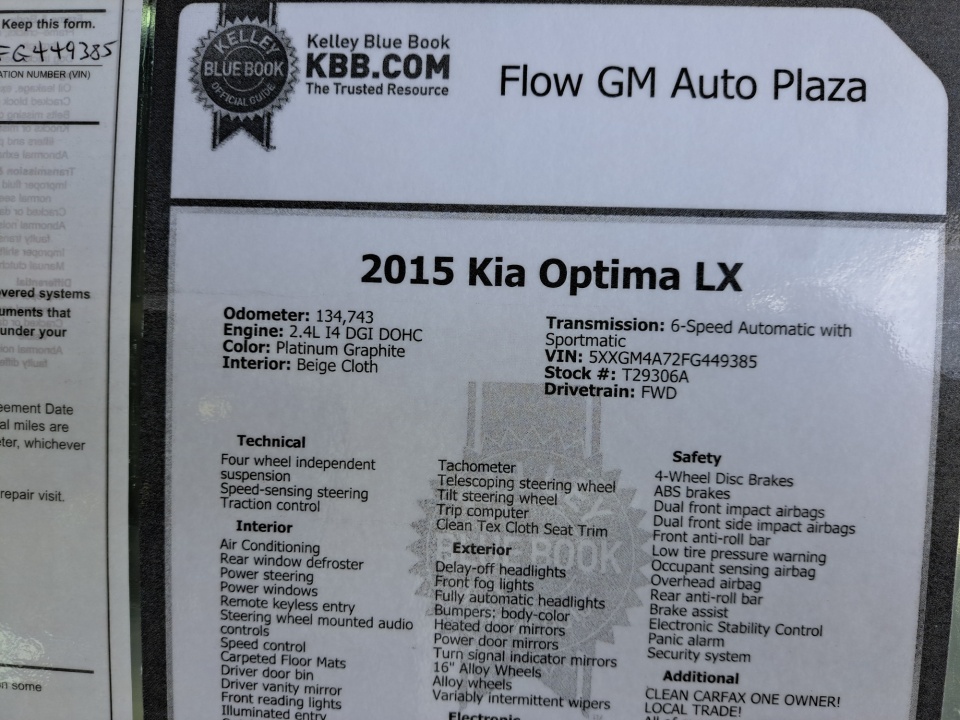 Keep this form.
FG449385
ATION NUMBER (VIN)
vered systems
uments that
under your
eement Date
al miles are
eter, whichever
repair visit.
n some
KELLEY
BLUE BOOK
OFFICIAL GUIDE
Kelley Blue Book
KBB.COM
The Trusted Resource
Flow GM Auto Plaza
2015 Kia Optima LX
Odometer: 134,743
Engine: 2.4L I4 DGI DOHC
Color: Platinum Graphite
Interior: Beige Cloth
Transmission: 6-Speed Automatic with
Sportmatic
VIN: 5XXGM4A72FG449385
Stock #: T29306A
Drivetrain: FWD
Technical
Four wheel independent
suspension
Speed-sensing steering
Traction control
Interior
Air Conditioning
Rear window defroster
Power steering
Power windows
Remote keyless entry
Steering wheel mounted audio
controls
Speed control
Carpeted Floor Mats
Driver door bin
Driver vanity mirror
Front reading lights
Illuminated entry
Tachometer
Telescoping steering wheel
Tilt steering wheel
Trip computer
Clean Tex Cloth Seat Trim
Exterior
Delay-off headlights
Front fog lights
Fully automatic headlights
Bumpers: body-color
Heated door mirrors
Power door mirrors
Turn signal indicator mirrors
16" Alloy Wheels
Alloy wheels
Variably intermittent wipers
Electronic
Safety
4-Wheel Disc Brakes
ABS brakes
Dual front impact airbags
Dual front side impact airbags
Front anti-roll bar
Low tire pressure warning
Occupant sensing airbag
Overhead airbag
Rear anti-roll bar
Brake assist
Electronic Stability Control
Panic alarm
Security system
Additional
CLEAN CARFAX ONE OWNER!
LOCAL TRADE!
BLUE BOOK